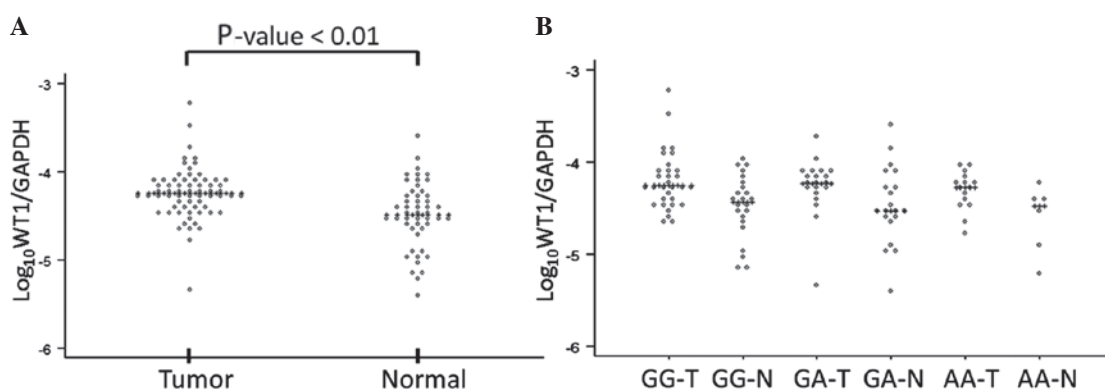 A
P-value < 0.01
Log10WT1/GAPDH
-3
-4
-5
-6
Tumor Normal
B
Log10WT1/GAPDH
-3
-4
-5
-6
GG-T GG-N GA-T GA-N AA-T AA-N